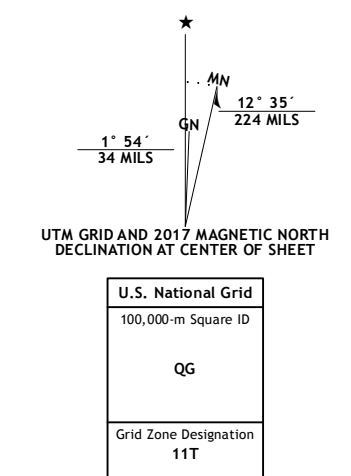 ★
MN
GN
12° 35´
224 MILS
1° 54´
34 MILS
UTM GRID AND 2017 MAGNETIC NORTH
DECLINATION AT CENTER OF SHEET
U.S. National Grid
100,000-m Square ID
QG
Grid Zone Designation
11T